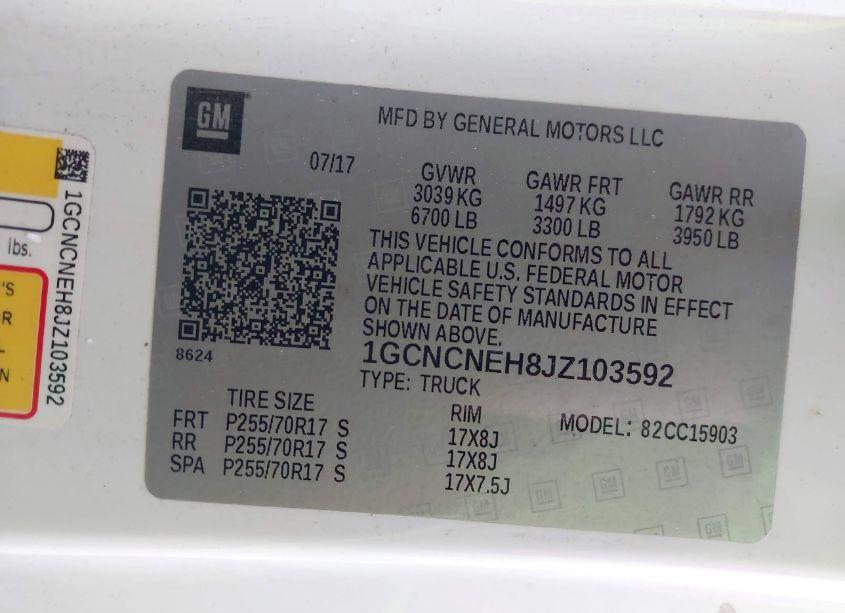 GM
MFD BY GENERAL MOTORS LLC
07/17
GVWR
3039 KG
6700 LB
GAWR FRT
1497 KG
3300 LB
GAWR RR
1792 KG
3950 LB
THIS VEHICLE CONFORMS TO ALL
APPLICABLE U.S. FEDERAL MOTOR
VEHICLE SAFETY STANDARDS IN EFFECT
ON THE DATE OF MANUFACTURE
SHOWN ABOVE.
8624
1GCNCNEH8JZ103592
TYPE: TRUCK
MODEL: 82CC15903
TIRE SIZE RIM
FRT P255/70R17 S 17X8J
RR P255/70R17 S 17X8J
SPA P255/70R17 S 17X7.5J
1GCNCNEH8JZ103592
lbs.
'S
R
N